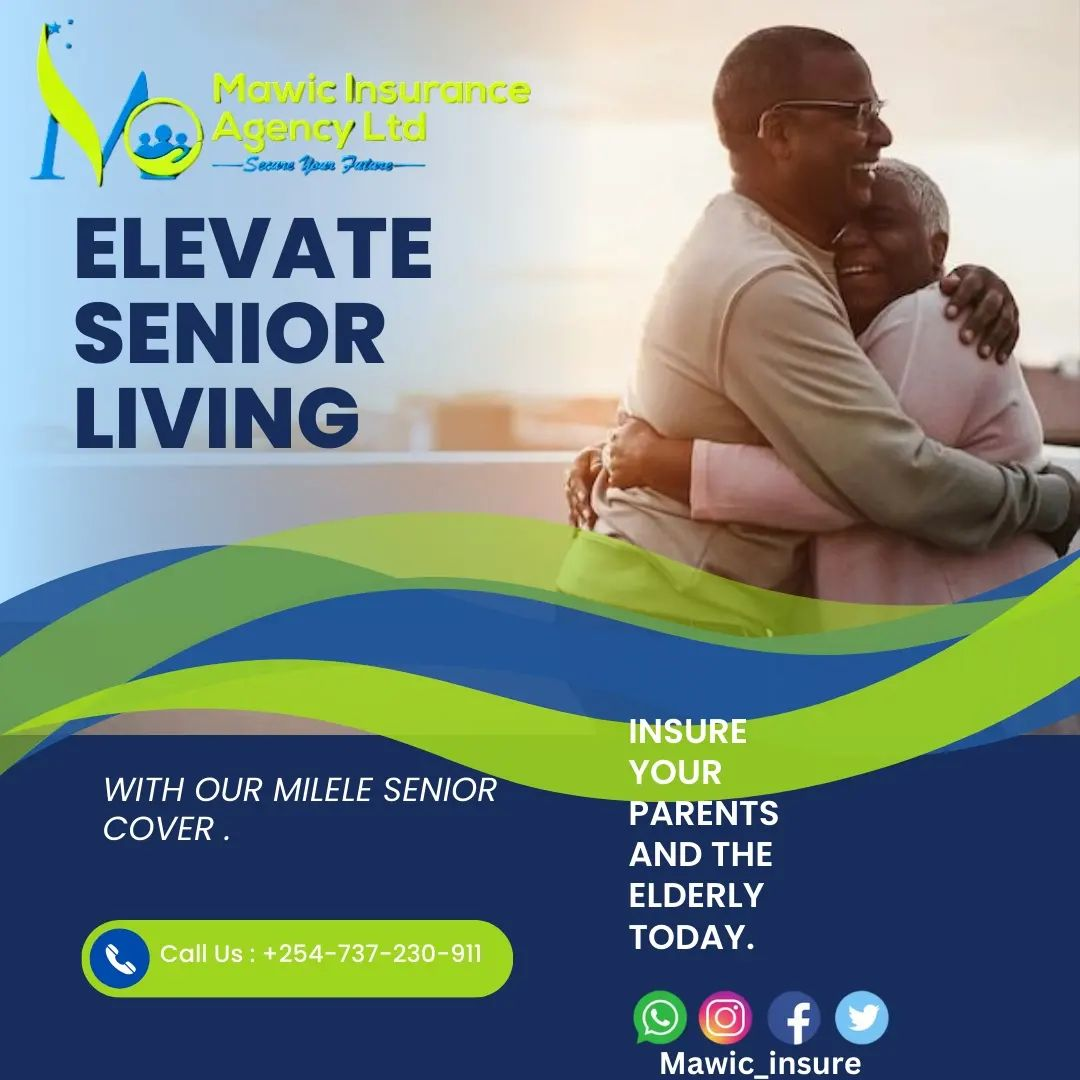 Mawic Insurance
Agency Ltd
Secure Your Future
ELEVATE
SENIOR
LIVING
WITH OUR MILELE SENIOR
COVER .
Call Us : +254-737-230-911
INSURE
YOUR
PARENTS
AND THE
ELDERLY
TODAY.
Mawic_insure